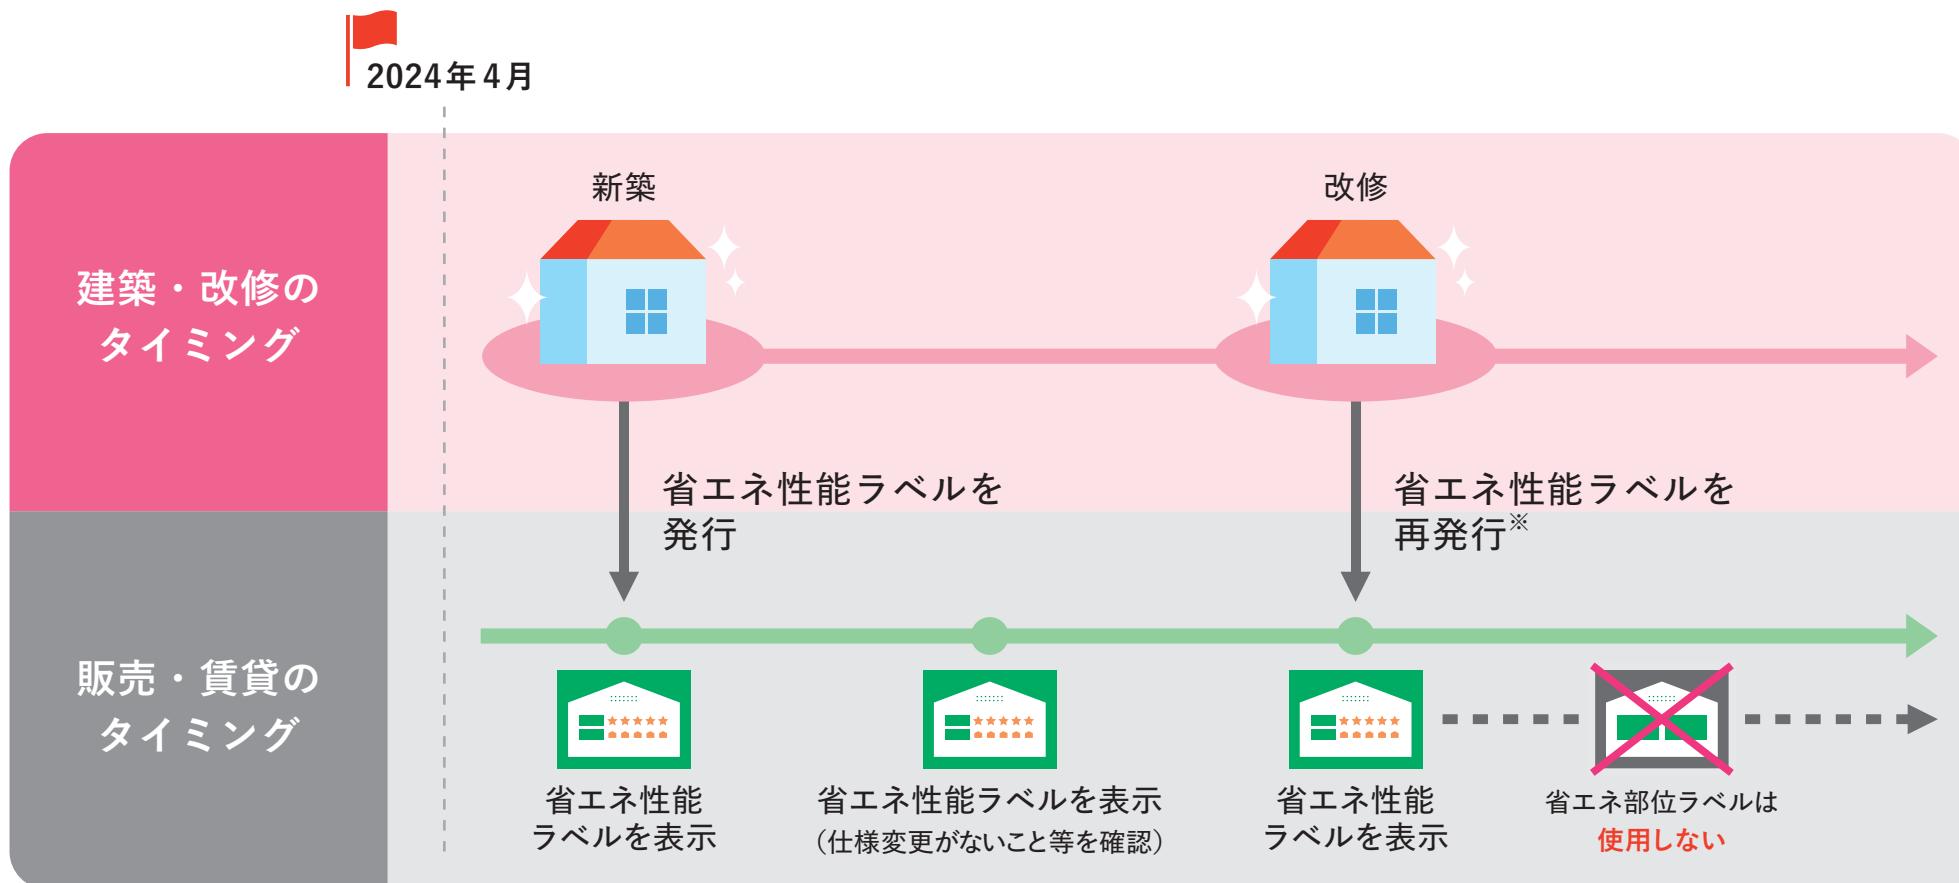 2024年4月
新築
改修
建築・改修の
タイミング
省エネ性能ラベルを
発行
省エネ性能ラベルを
再発行※
販売・賃貸の
タイミング
省エネ性能
ラベルを表示
省エネ性能ラベルを表示
（仕様変更がないこと等を確認）
省エネ性能
ラベルを表示
省エネ部位ラベルは
使用しない